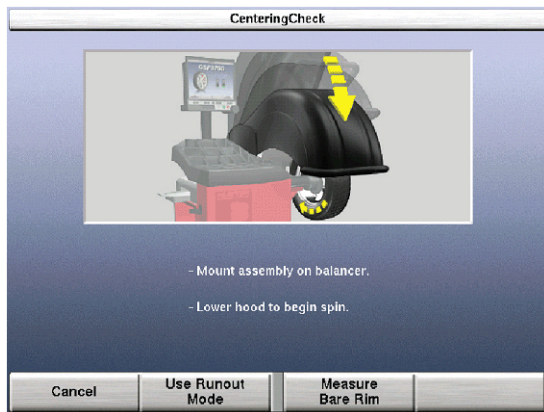 CenteringCheck
- Mount assembly on balancer.
- Lower hood to begin spin.
Cancel
Use Runout
Mode
Measure
Bare Rim